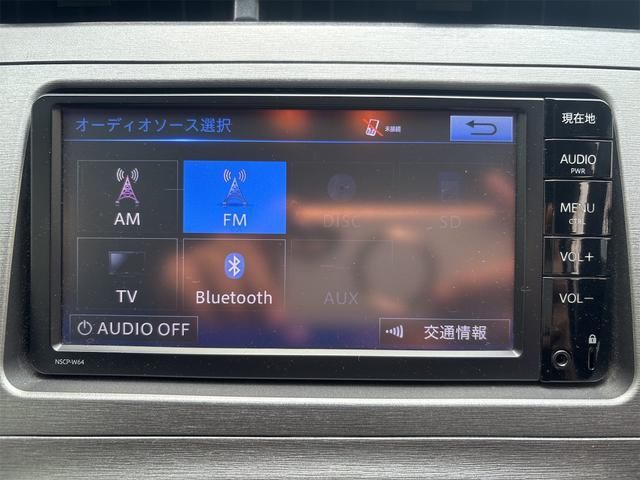 オーディオソース選択
未接続
現在地
AM
FM
DISC
SD
AUDIO
PWR
MENU
CTRL
TV
Bluetooth
AUX
VOL+
VOL−
AUDIO OFF
交通情報
NSCP-W64